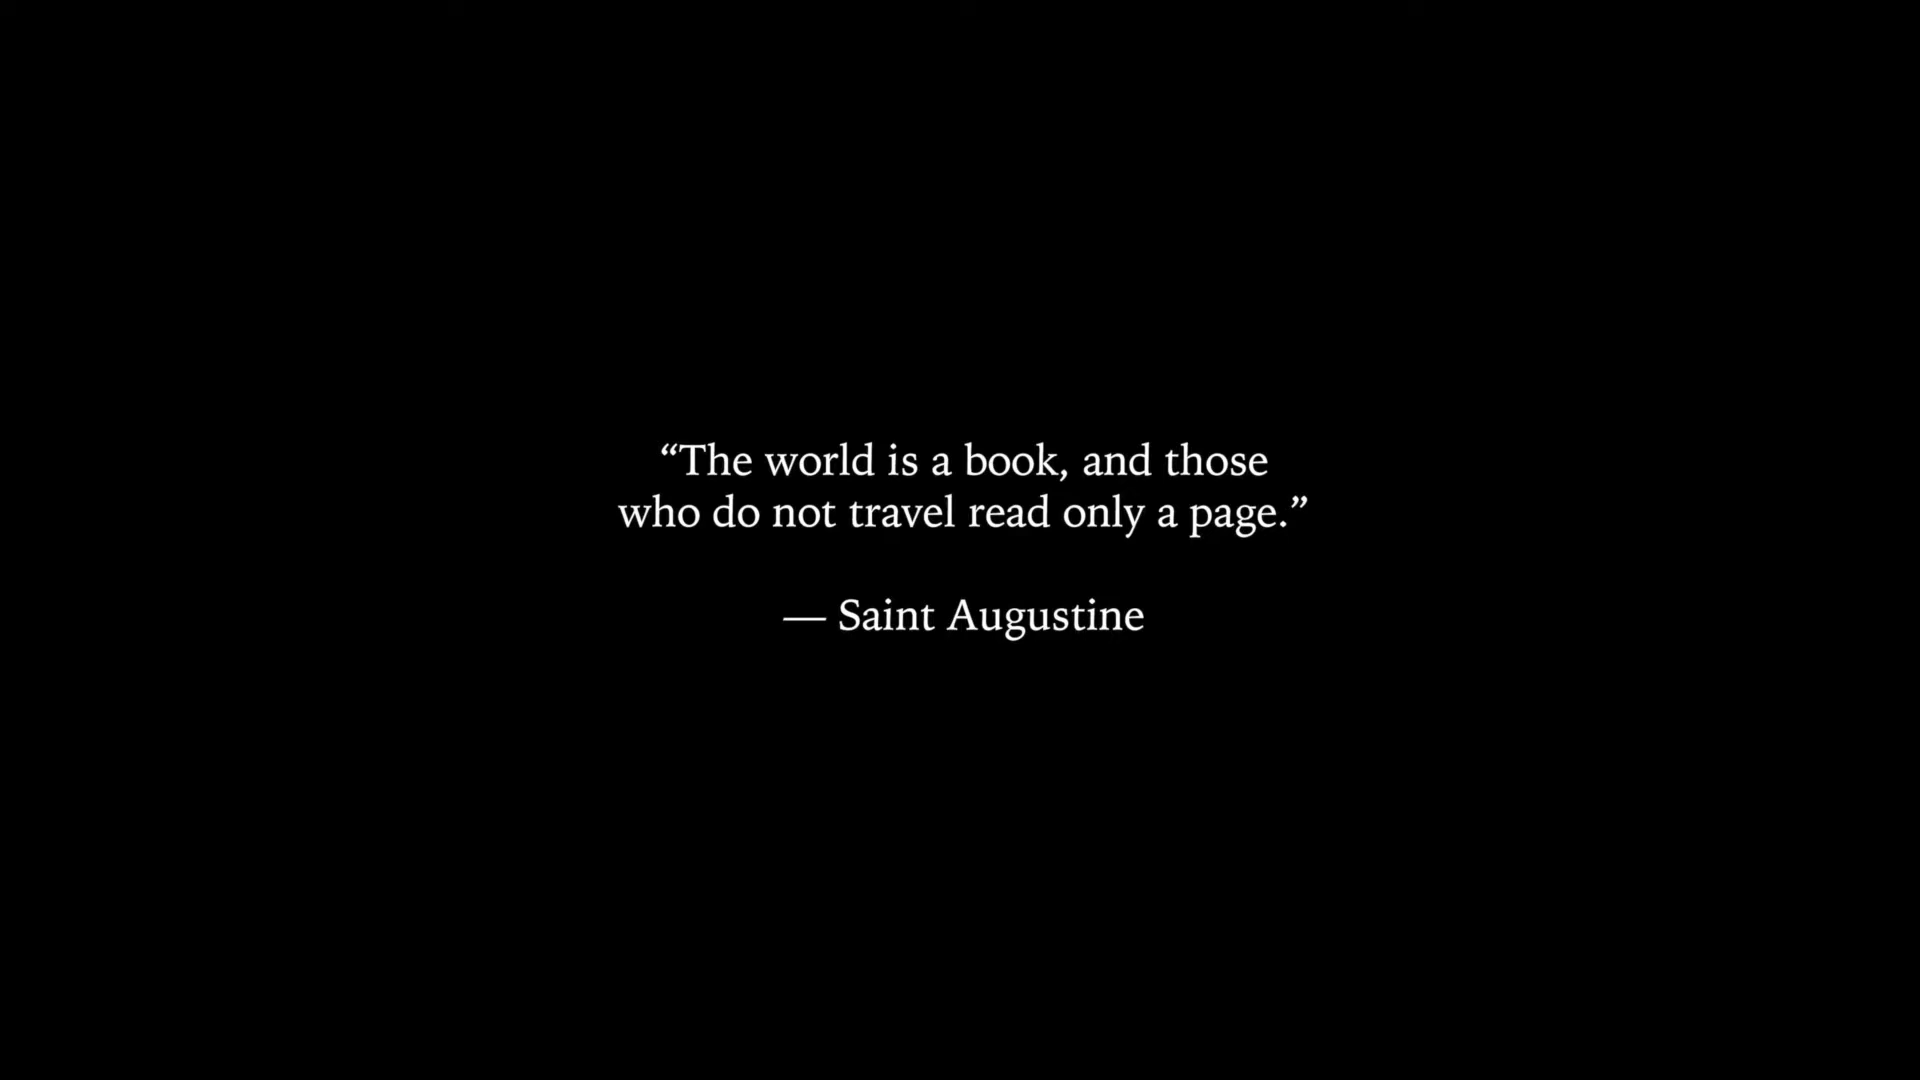 “The world is a book, and those
who do not travel read only a page.”
— Saint Augustine